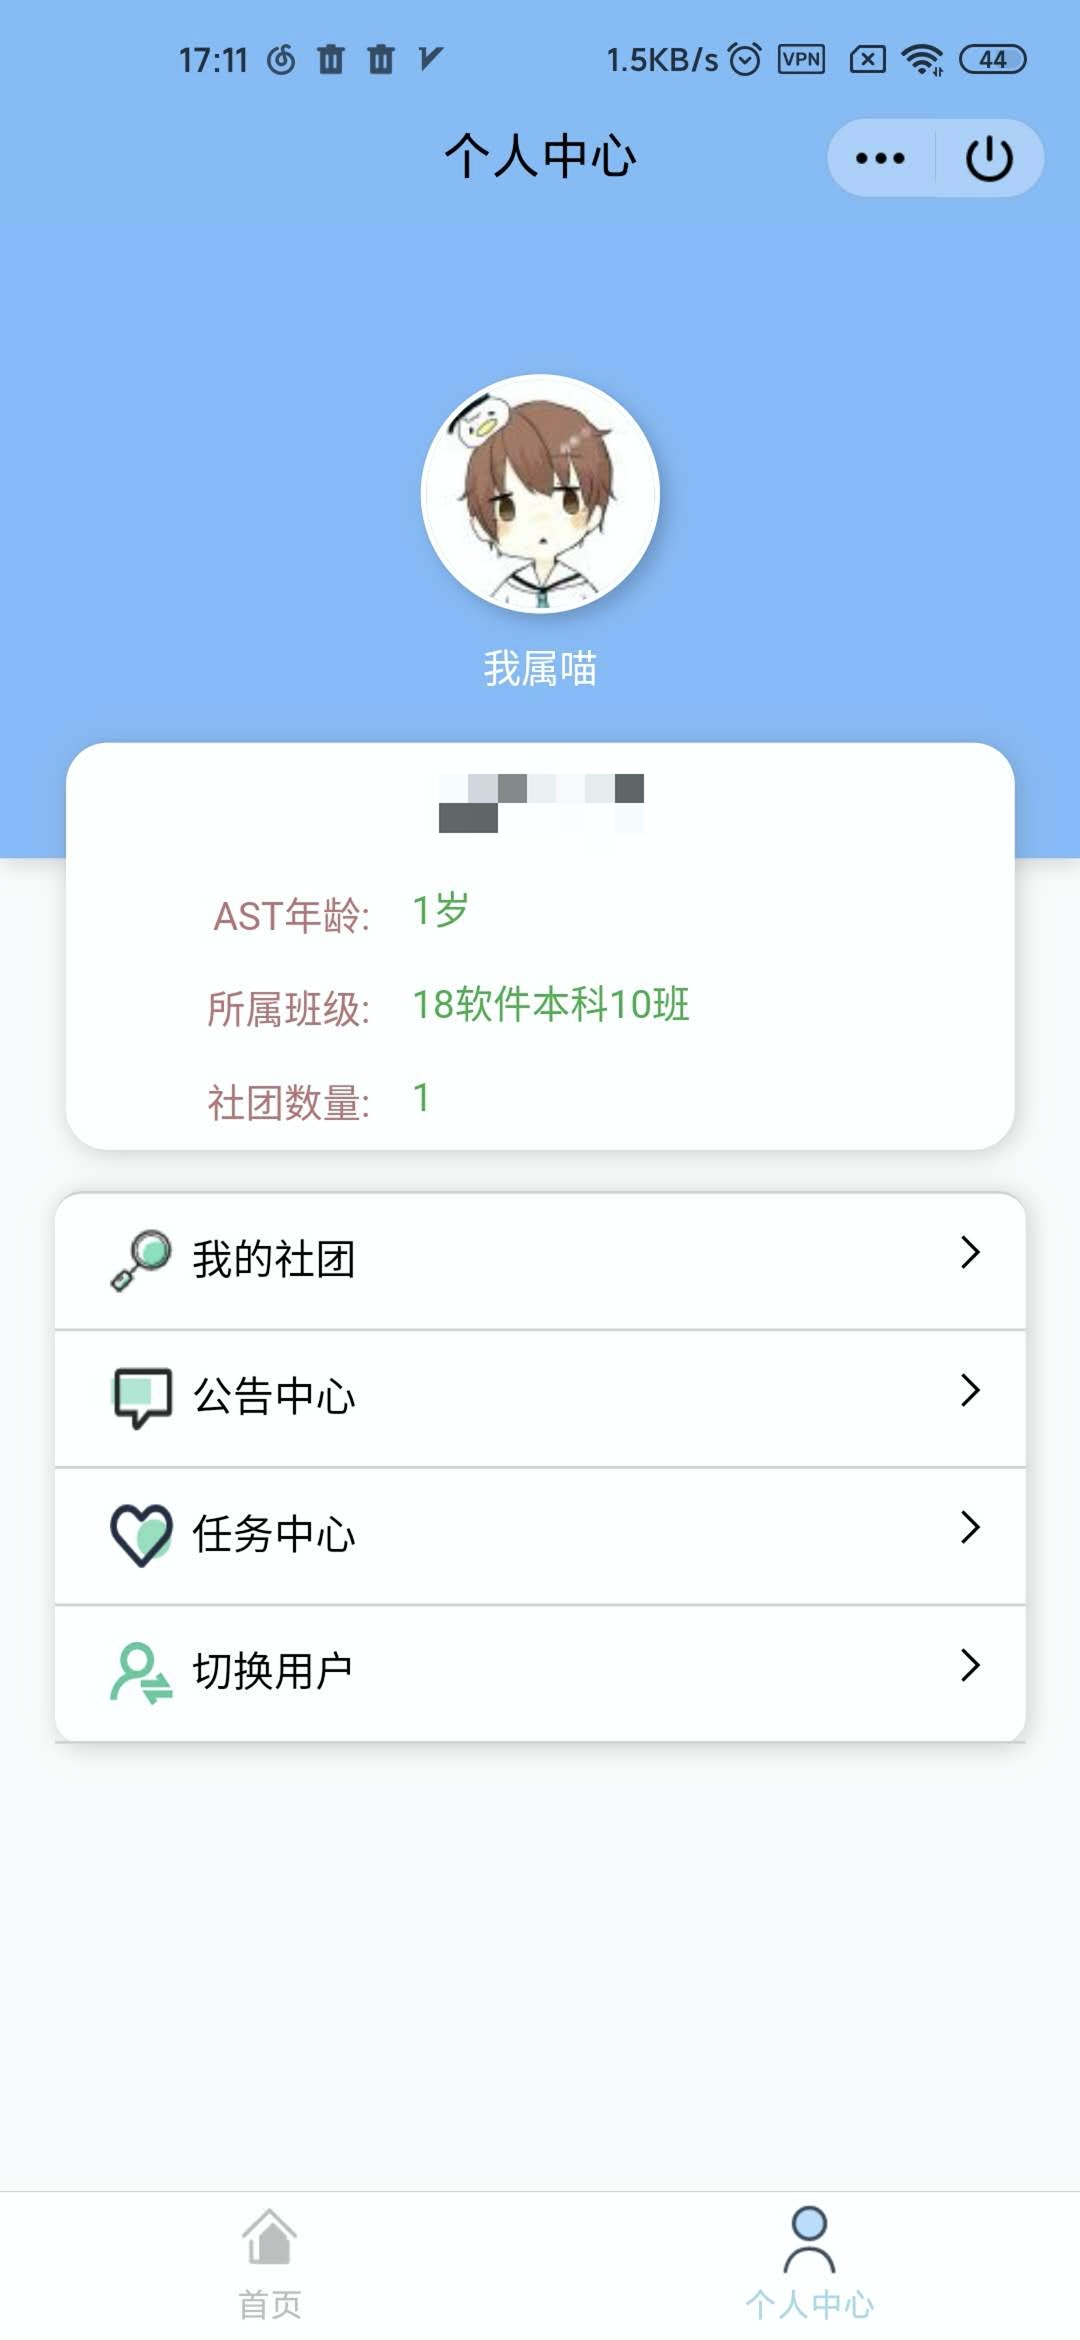 17:11 1.5KB/s VPN 44
个人中心
我属喵
AST年龄: 1岁
所属班级: 18软件本科10班
社团数量: 1
我的社团
公告中心
任务中心
切换用户
首页 个人中心